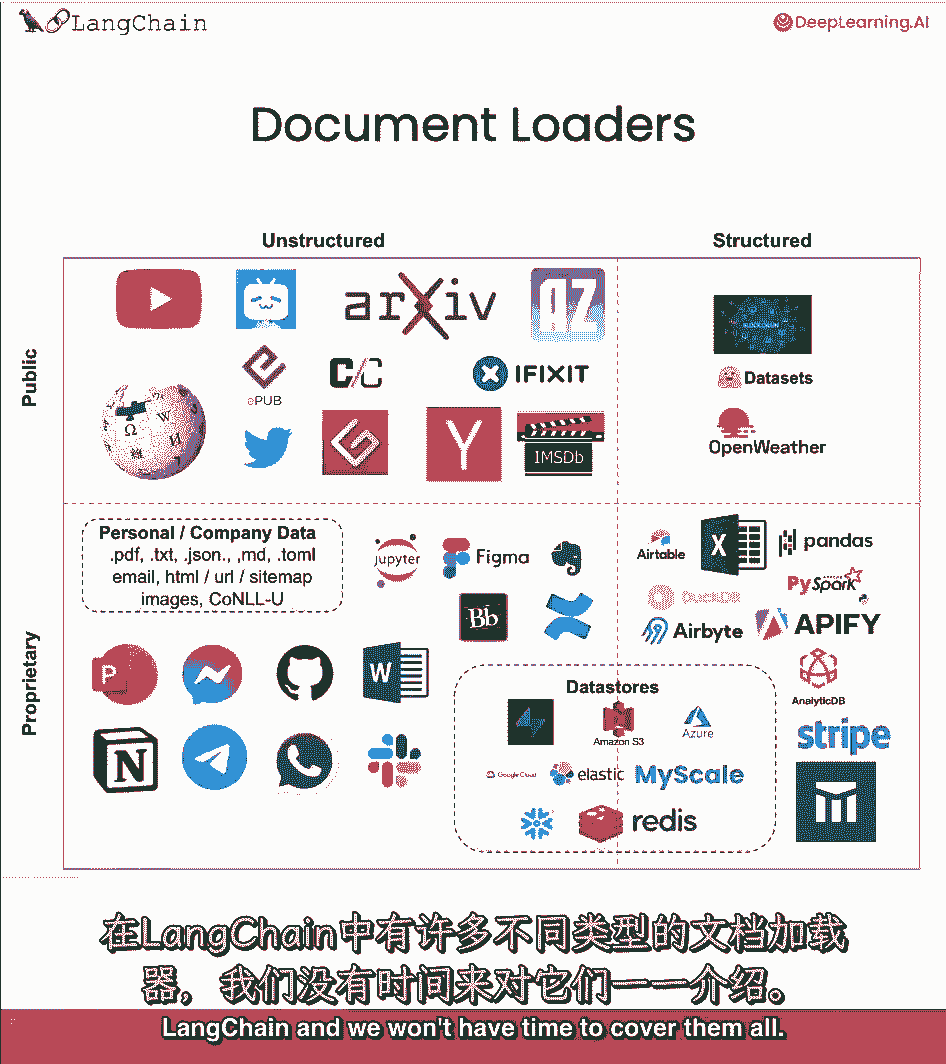 LangChain
DeepLearning.AI
Document Loaders
Unstructured
Structured
Public
arXiv
AZ
Datasets
ePUB
C/C
IFIXIT
Ω
W
И
Y
IMSDb
OpenWeather
Proprietary
Personal / Company Data
.pdf, .txt, .json., ,md, .toml
email, html / url / sitemap
images, CoNLL-U
Jupyter
Figma
Bb
Airtable
X
pandas
PySpark
DuckDB
Airbyte
APIFY
AnalyticDB
P
W
N
Datastores
Amazon S3
Azure
Google Cloud
elastic
MyScale
redis
stripe
在LangChain中有许多不同类型的文档加载
器，我们没有时间来对它们一一介绍。
LangChain and we won't have time to cover them all.